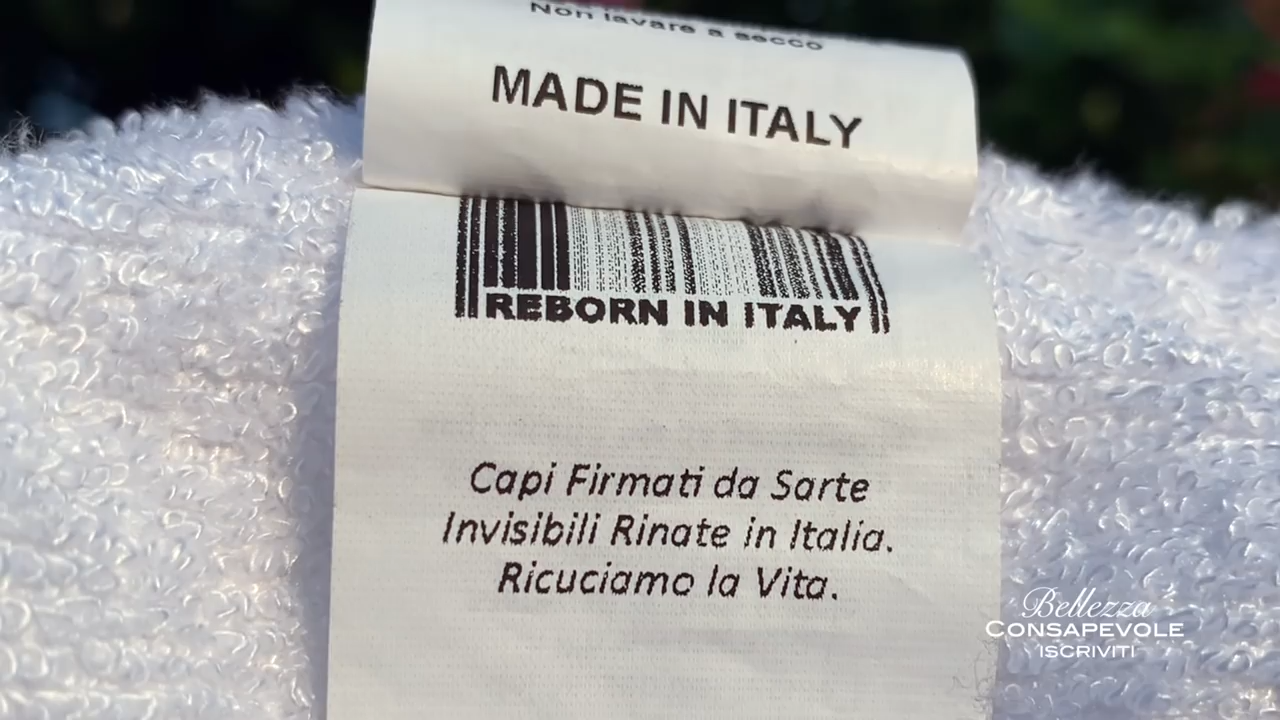 Non lavare a secco
MADE IN ITALY
REBORN IN ITALY
Capi Firmati da Sarte
Invisibili Rinate in Italia.
Ricuciamo la Vita.
Bellezza
CONSAPEVOLE
ISCRIVITI